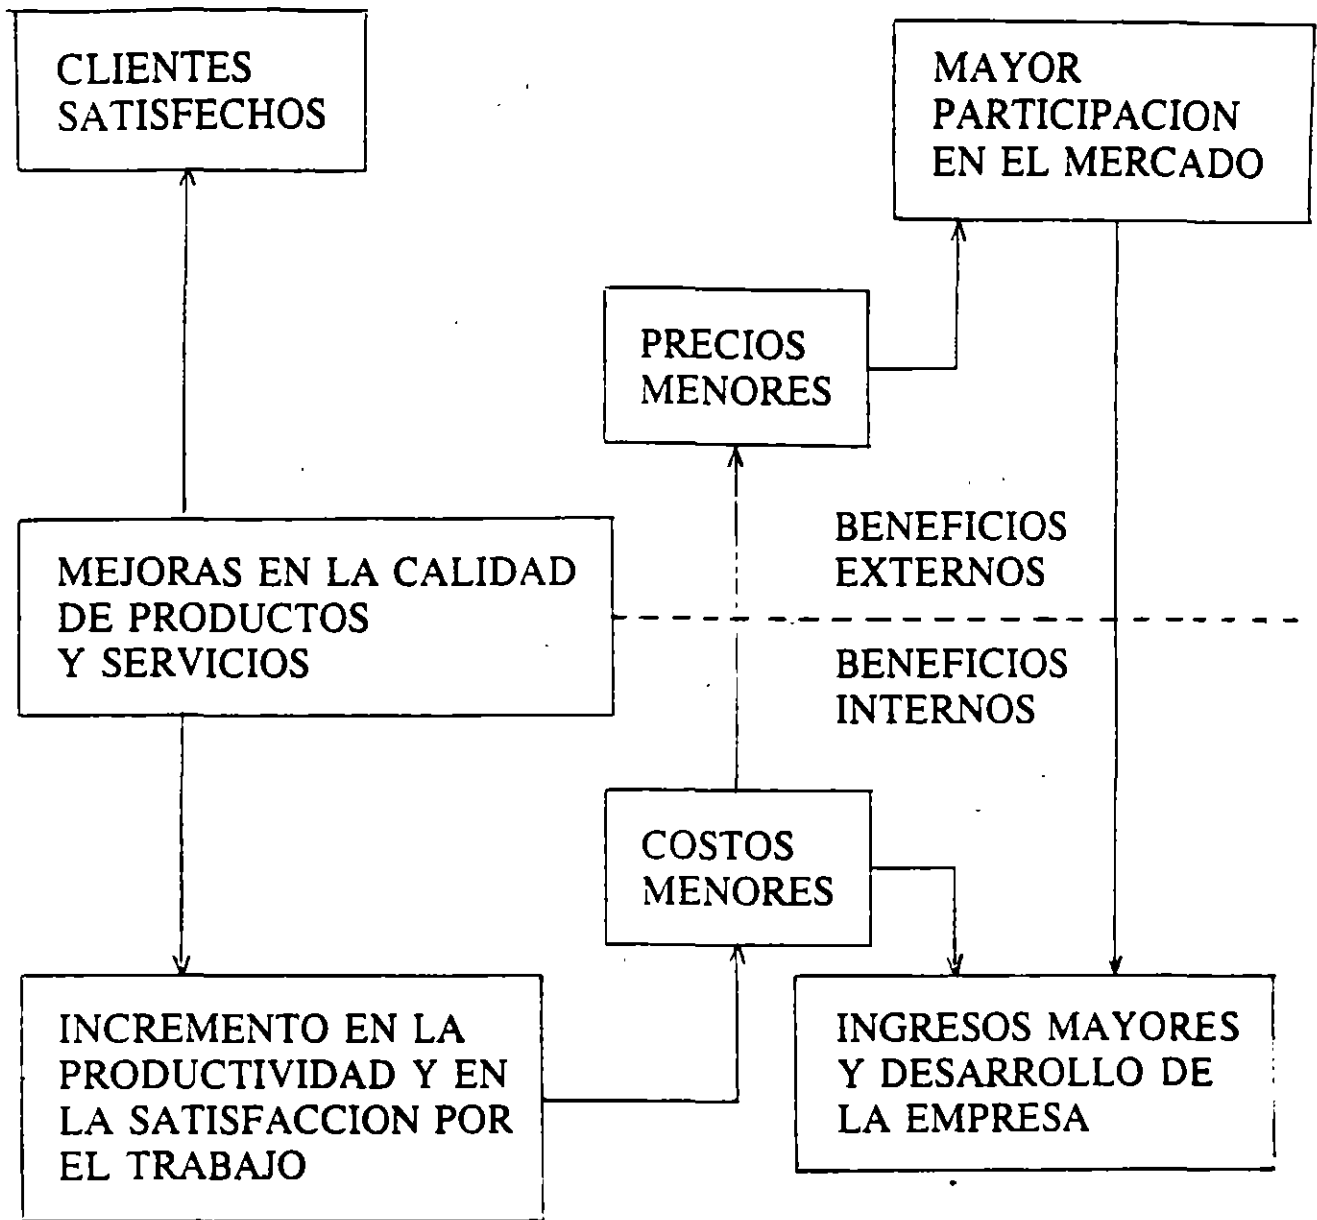 CLIENTES
SATISFECHOS
MAYOR
PARTICIPACION
EN EL MERCADO
PRECIOS
MENORES
BENEFICIOS
EXTERNOS
MEJORAS EN LA CALIDAD
DE PRODUCTOS
Y SERVICIOS
BENEFICIOS
INTERNOS
COSTOS
MENORES
INCREMENTO EN LA
PRODUCTIVIDAD Y EN
LA SATISFACCION POR
EL TRABAJO
INGRESOS MAYORES
Y DESARROLLO DE
LA EMPRESA